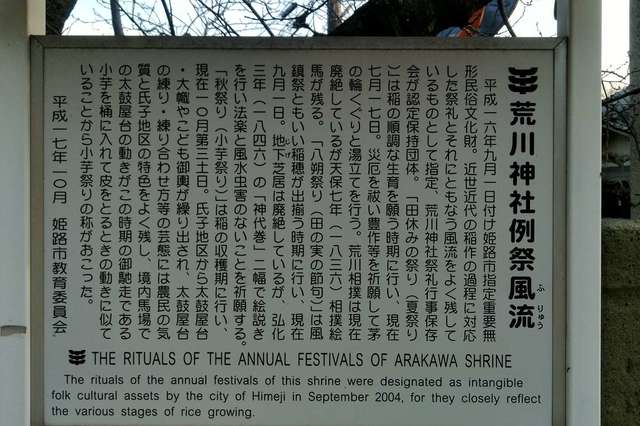 荒川神社例祭風流
ふりゅう
平成一六年九月一日付け姫路市指定重要無
形民俗文化財。近世近代の稲作の過程に対応
した祭礼とそれにともなう風流をよく残して
いるものとして指定、荒川神社祭礼行事保存
会が認定保持団体。「田休みの祭り（夏祭り
）は稲の順調な生育を願う時期に行い、現在
七月一七日。災厄を祓い豊作等を祈願して茅
の輪くぐりと湯立てを行う。荒川相撲は現在
廃絶しているが天保七年（一八三六）相撲絵
馬が残る。「八朔祭り（田の実の節句）は風
鎮祭ともいい稲穂が出揃う時期に行い、現在
九月一日。地下芝居は廃絶しているが、弘化
じげ
三年（一八四六）の「神代巻」二幅で絵説き
を行い法楽と風水虫害のないことを祈願する。
「秋祭り（小芋祭り）は稲の収穫期に行い、
現在一〇月第三土日。氏子地区から太鼓屋台
・大幟やこども御輿が繰り出され、太鼓屋台
の練り・練り合わせ方等の芸態には農民の気
質と氏子地区の特色をよく残し、境内馬場で
の太鼓屋台の動きがこの時期の御馳走である
小芋を桶に入れて皮をとるときの動きに似て
いることから小芋祭りの称がおこった。
平成一七年一〇月 姫路市教育委員会
THE RITUALS OF THE ANNUAL FESTIVALS OF ARAKAWA SHRINE
The rituals of the annual festivals of this shrine were designated as intangible
folk cultural assets by the city of Himeji in September 2004, for they closely reflect
the various stages of rice growing.